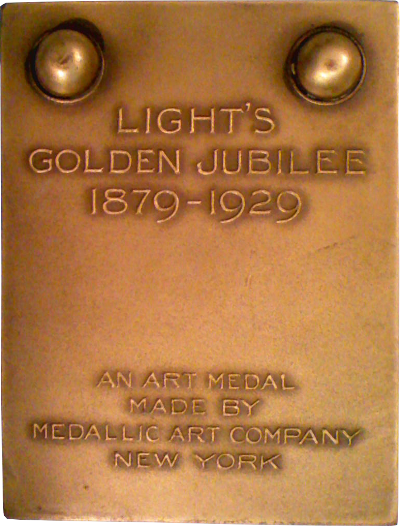 LIGHT'S
GOLDEN JUBILEE
1879-1929
AN ART MEDAL
MADE BY
MEDALLIC ART COMPANY
NEW YORK